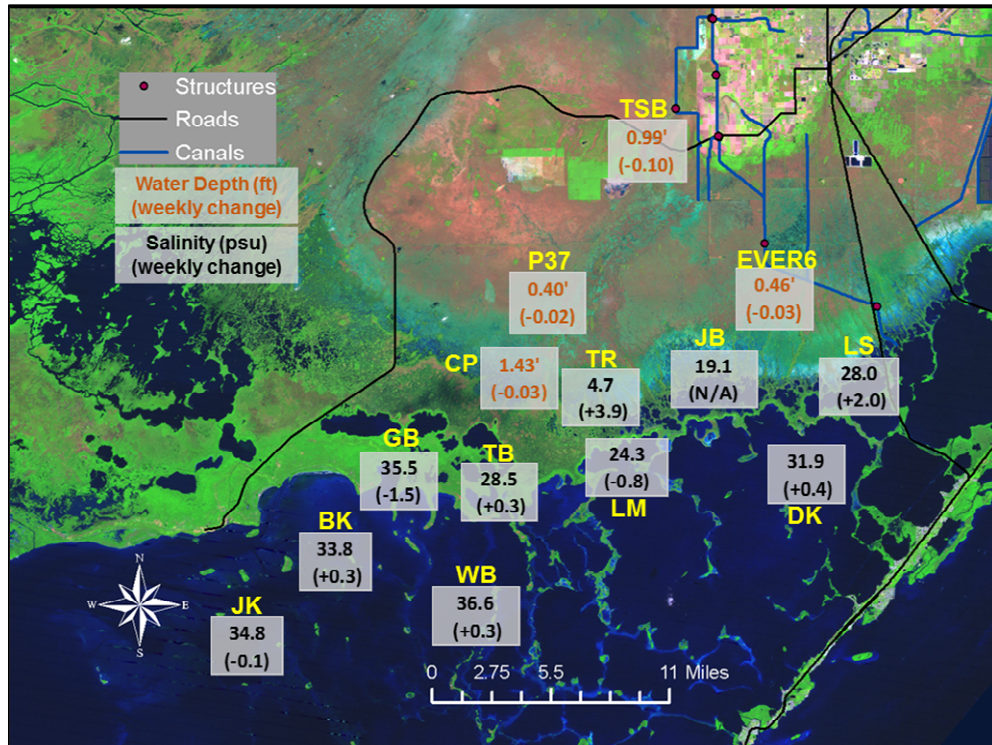 Structures
Roads
Canals
Water Depth (ft)
(weekly change)
Salinity (psu)
(weekly change)
TSB
0.99'
(-0.10)
P37
0.40'
(-0.02)
EVER6
0.46'
(-0.03)
CP
1.43'
(-0.03)
TR
4.7
(+3.9)
JB
19.1
(N/A)
LS
28.0
(+2.0)
GB
35.5
(-1.5)
TB
28.5
(+0.3)
24.3
(-0.8)
LM
31.9
(+0.4)
DK
BK
33.8
(+0.3)
WB
36.6
(+0.3)
JK
34.8
(-0.1)
N
W E
S
0 2.75 5.5 11 Miles